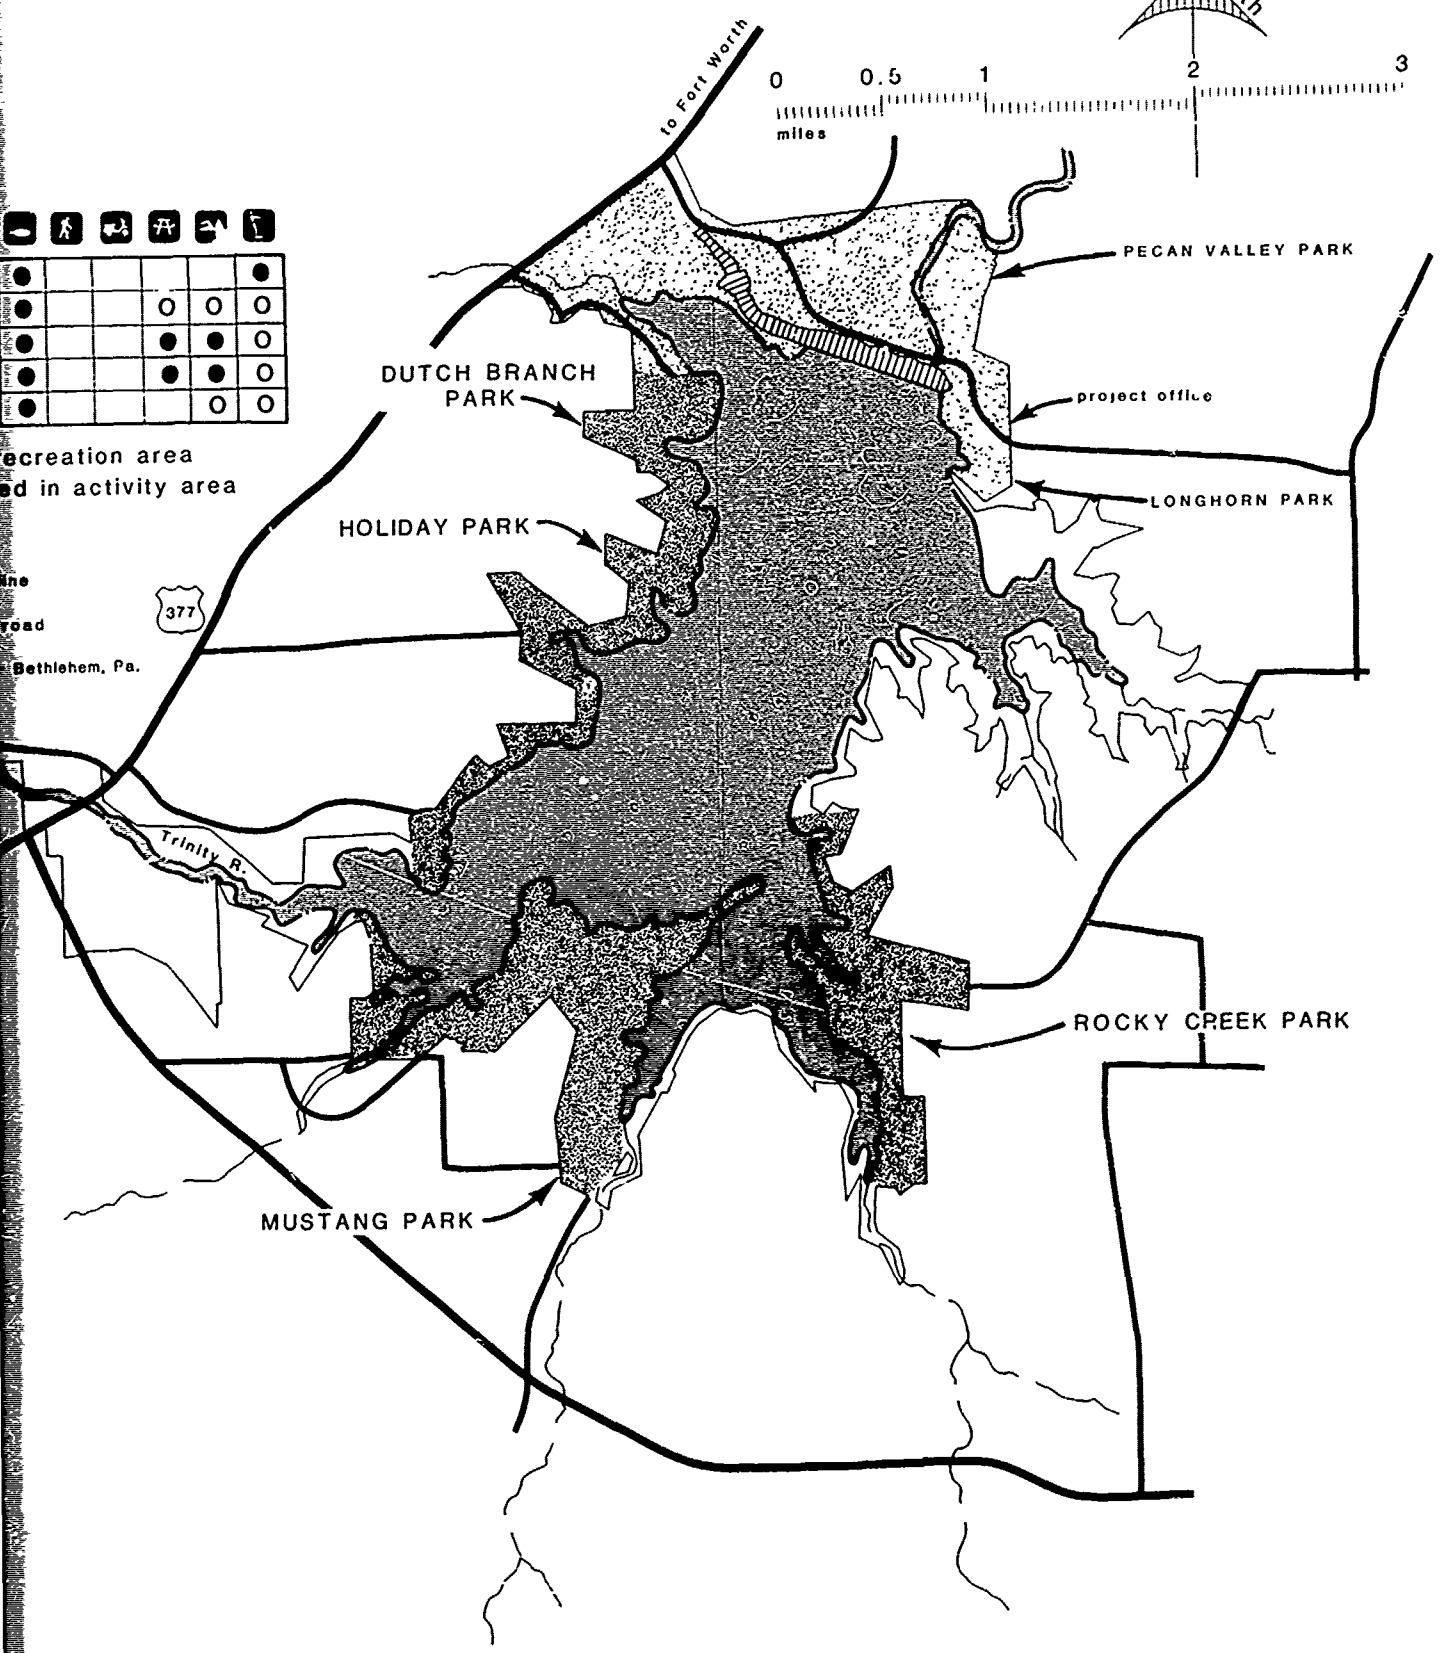 to Fort Worth
0 0.5 1 2 3
miles
PECAN VALLEY PARK
DUTCH BRANCH
PARK
project office
ecreation area
ed in activity area
LONGHORN PARK
HOLIDAY PARK
377
road
Bethlehem, Pa.
Trinity R.
ROCKY CREEK PARK
MUSTANG PARK